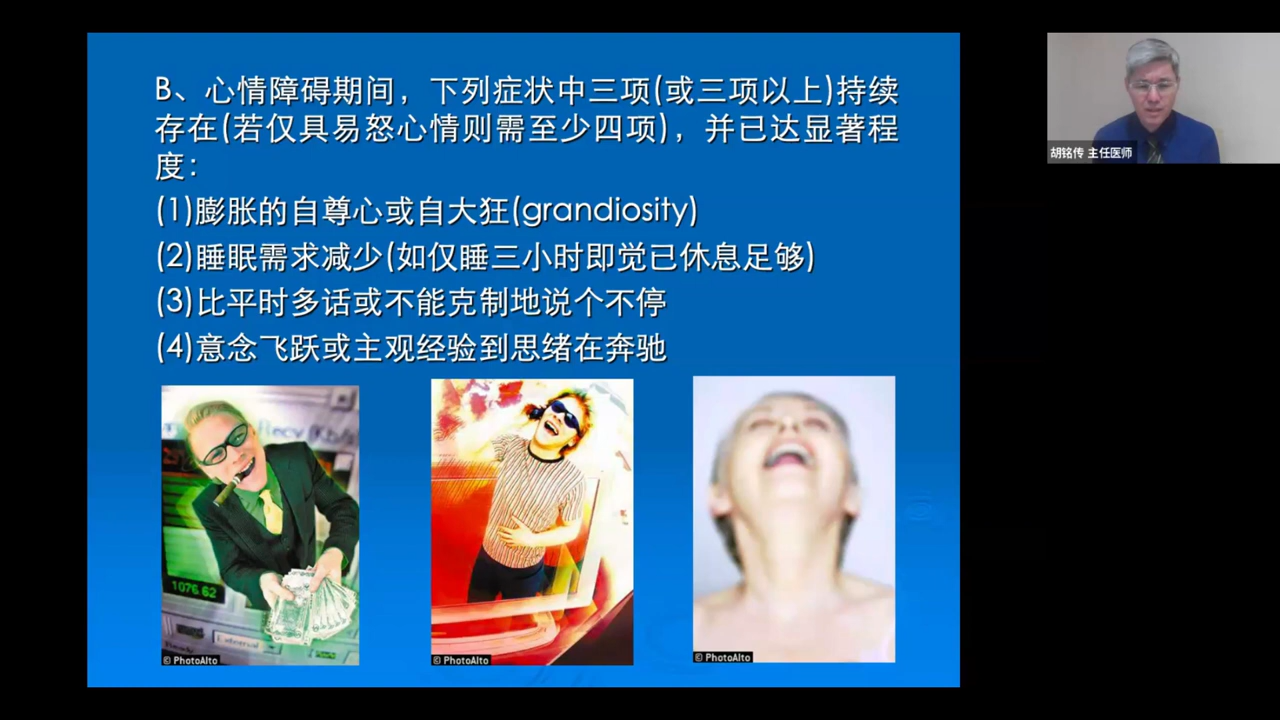 B、心情障碍期间，下列症状中三项(或三项以上)持续
存在(若仅具易怒心情则需至少四项)，并已达显著程
度：
(1)膨胀的自尊心或自大狂(grandiosity)
(2)睡眠需求减少(如仅睡三小时即觉已休息足够)
(3)比平时多话或不能克制地说个不停
(4)意念飞跃或主观经验到思绪在奔驰
胡铭传 主任医师
1076.62
© PhotoAlto
© PhotoAlto
© PhotoAlto